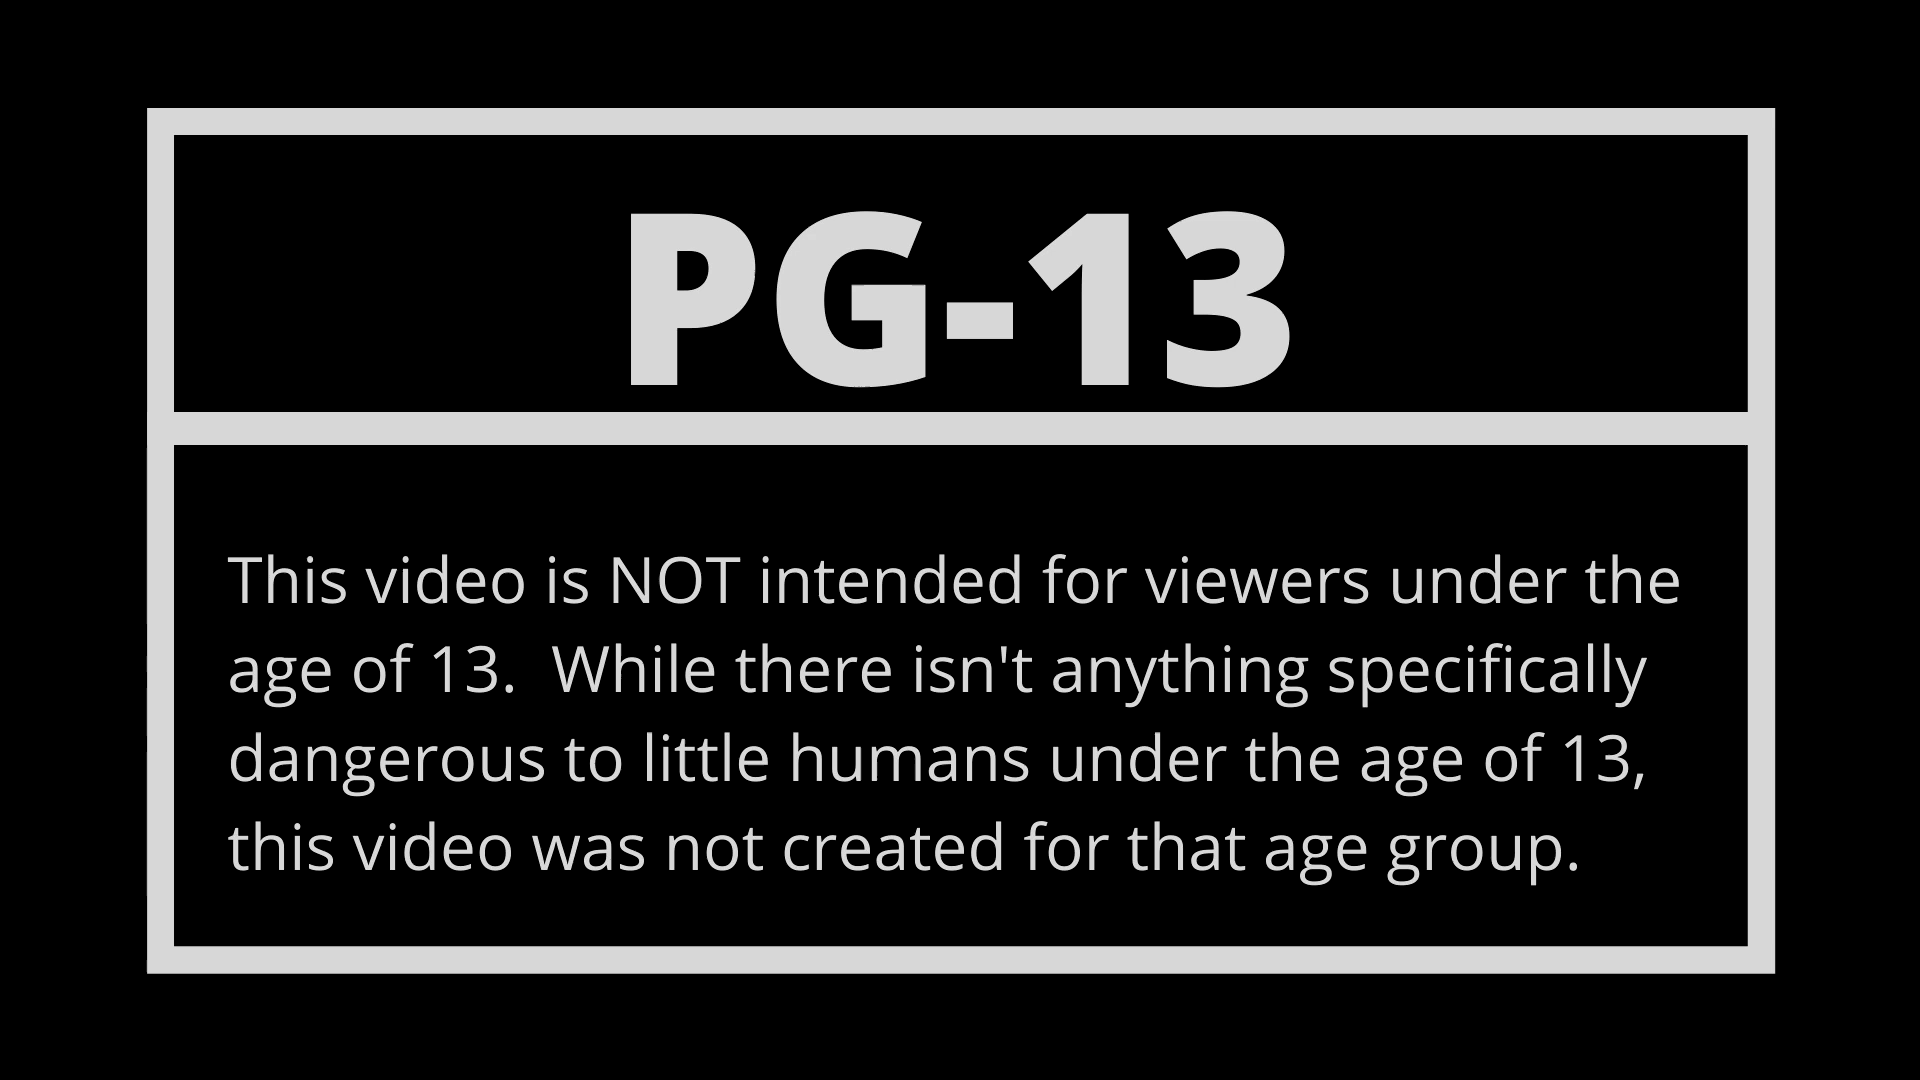 PG-13
This video is NOT intended for viewers under the
age of 13.  While there isn't anything specifically
dangerous to little humans under the age of 13,
this video was not created for that age group.